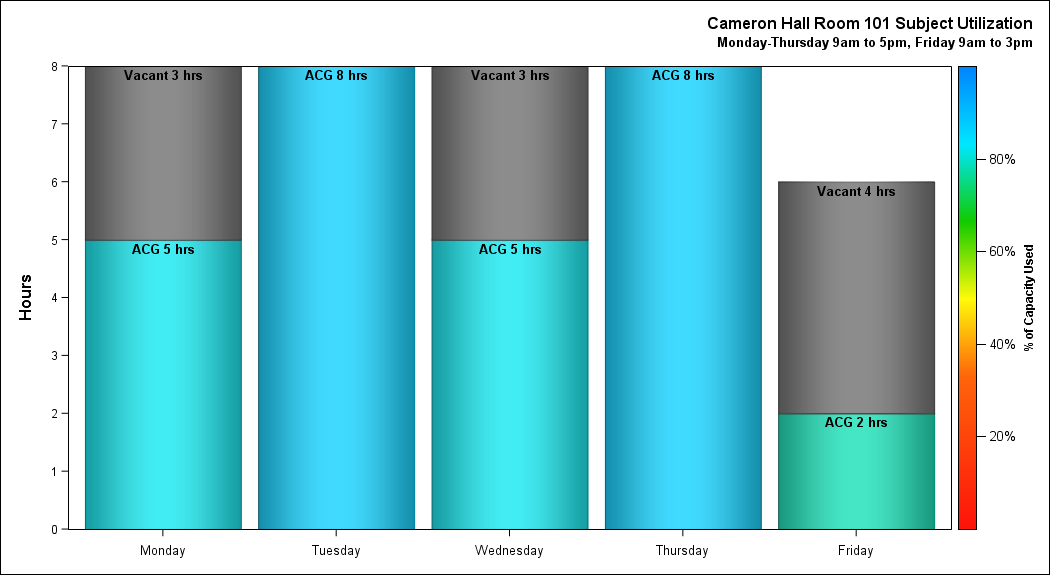 Cameron Hall Room 101 Subject Utilization
Monday-Thursday 9am to 5pm, Friday 9am to 3pm
8
7
6
5
4
3
2
1
0
Hours
Vacant 3 hrs
ACG 8 hrs
Vacant 3 hrs
ACG 8 hrs
Vacant 4 hrs
ACG 5 hrs
ACG 5 hrs
ACG 2 hrs
Monday
Tuesday
Wednesday
Thursday
Friday
80%
60%
40%
20%
% of Capacity Used